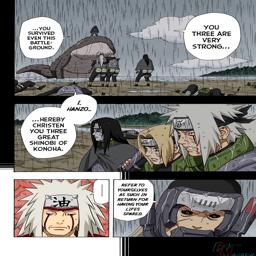 YOU
THREE ARE
VERY
STRONG...
...YOU
SURVIVED
EVEN THIS
BATTLE-
GROUND.
I,
HANZO...
...HEREBY
CHRISTEN
YOU THREE
GREAT
SHINOBI OF
KONOHA.
REFER TO
YOURSELVES
AS SUCH
IN RETURN
FOR HAVING
YOUR LIVES
SPARED.
油